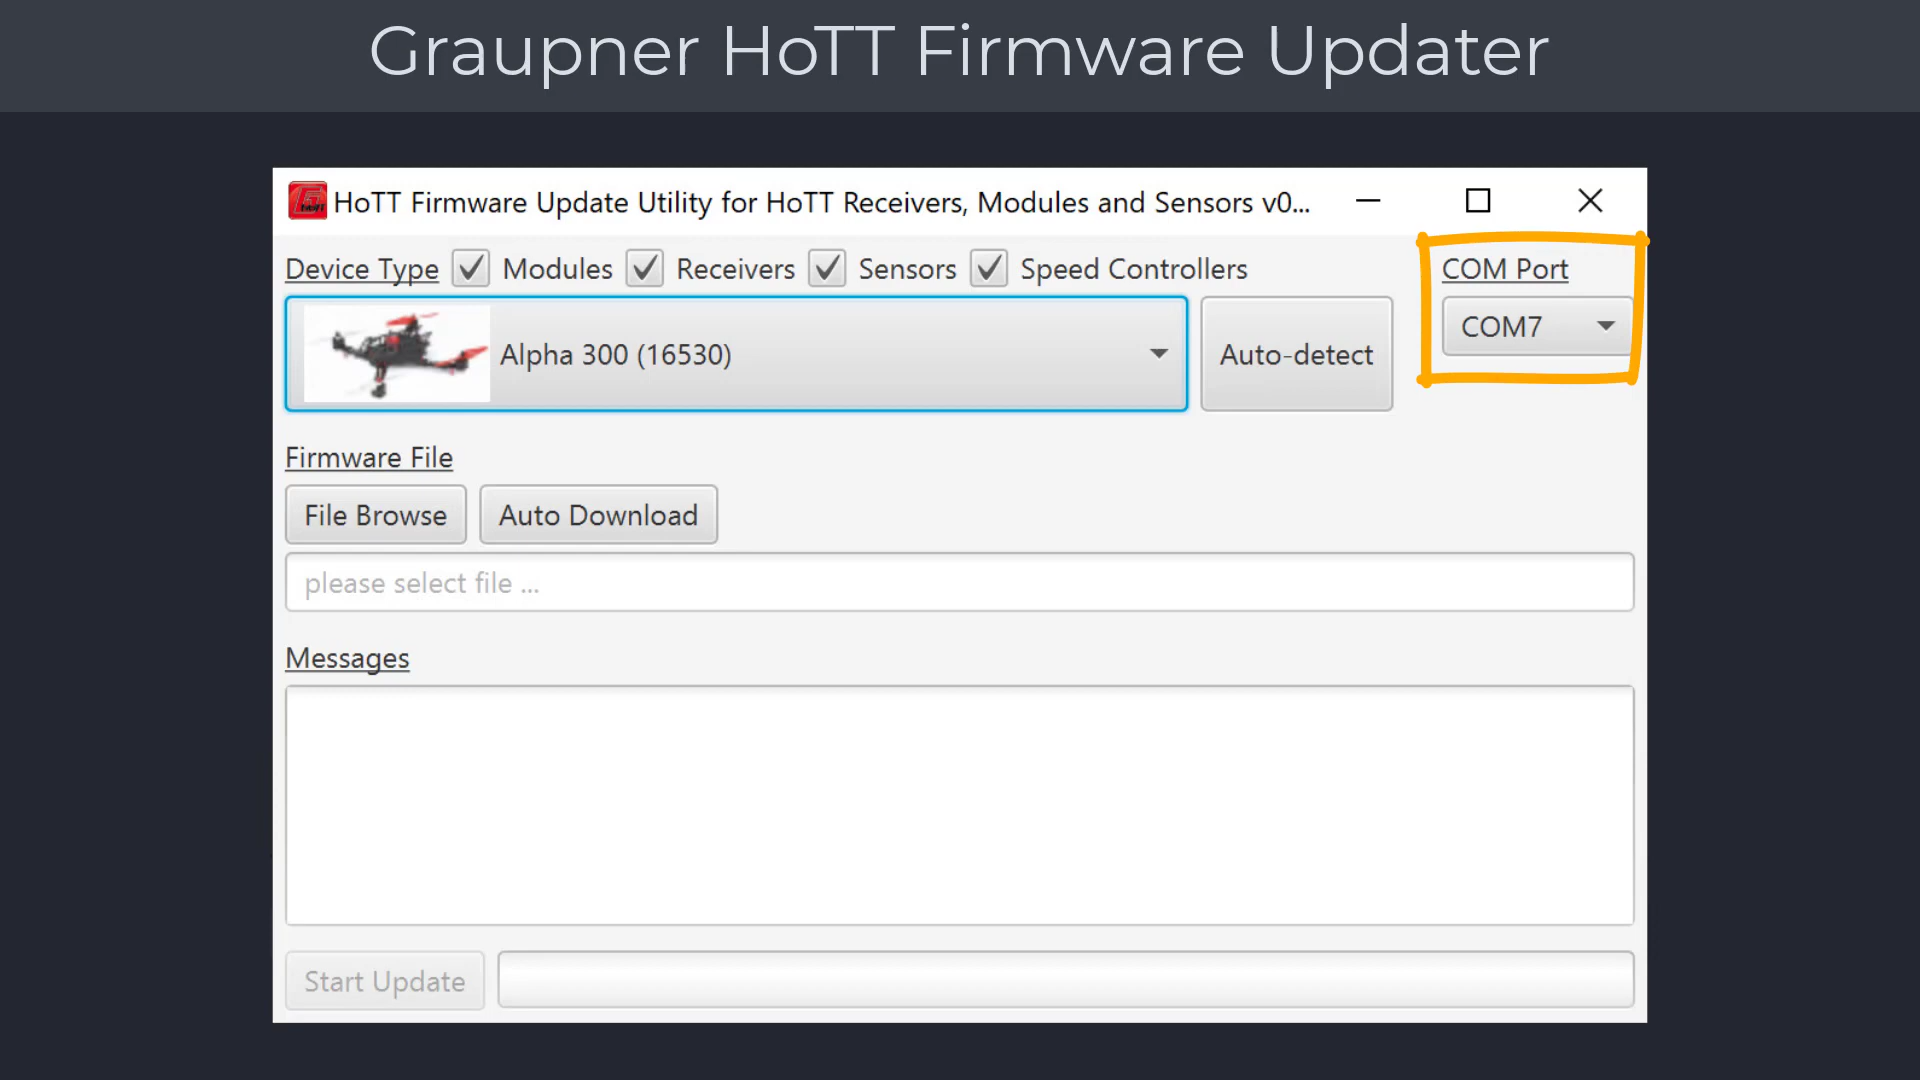 Graupner HoTT Firmware Updater
HoTT Firmware Update Utility for HoTT Receivers, Modules and Sensors v0...
Device Type Modules Receivers Sensors Speed Controllers
COM Port
Alpha 300 (16530)
Auto-detect
COM7
Firmware File
File Browse Auto Download
please select file ...
Messages
Start Update